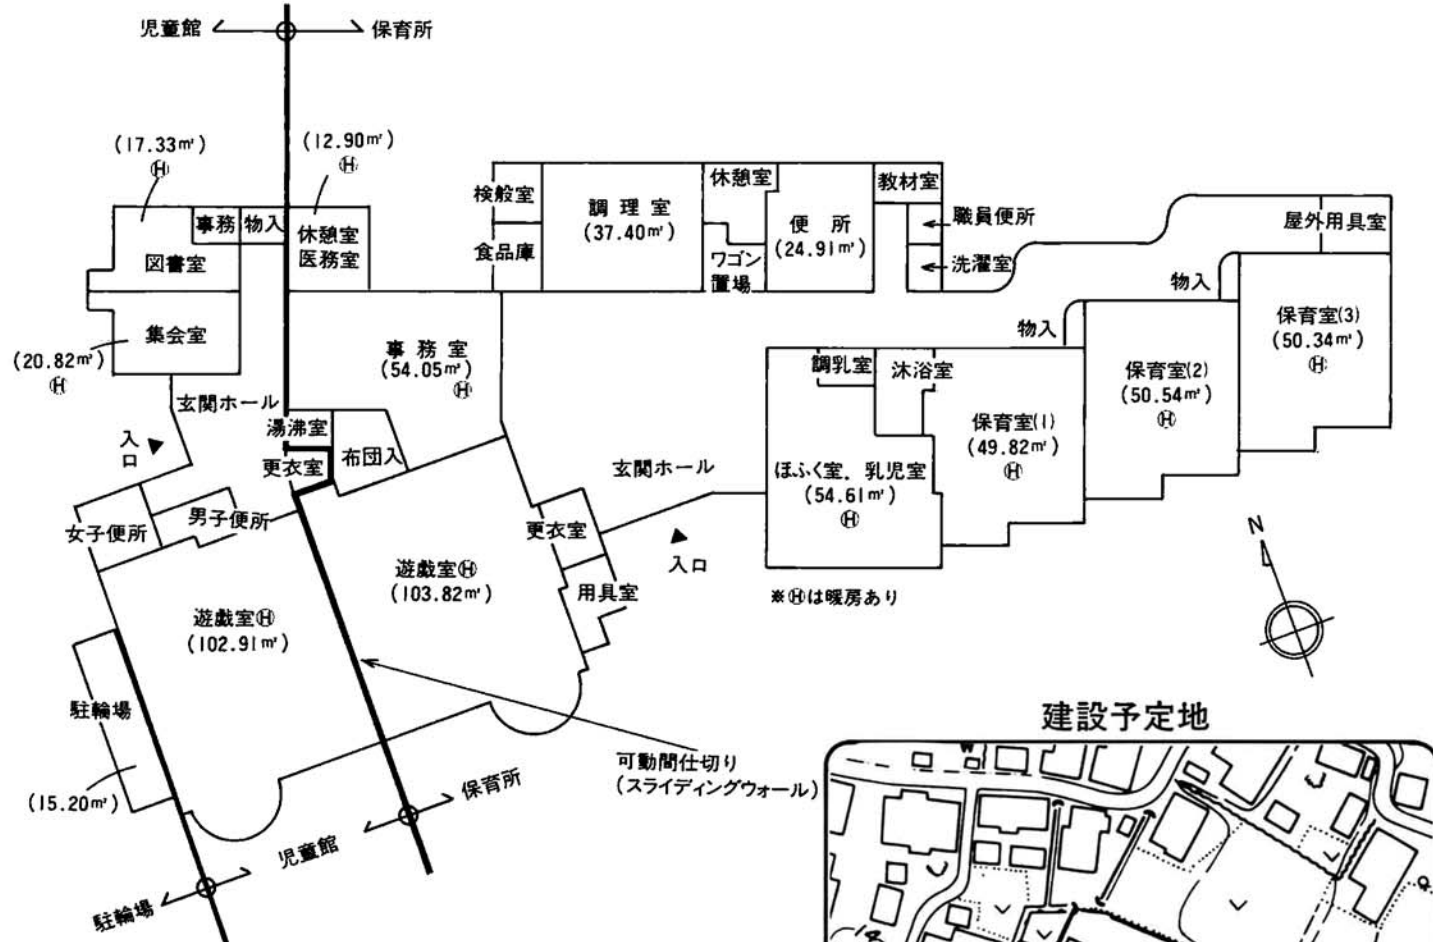 児童館
保育所
(17.33㎡)
Ⓗ
(12.90㎡)
Ⓗ
事務
物入
休憩室
医務室
図書室
集会室
(20.82㎡)
Ⓗ
検般室
食品庫
調理室
(37.40㎡)
休憩室
ワゴン
置場
便所
(24.91㎡)
教材室
職員便所
洗濯室
屋外用具室
物入
保育室(3)
(50.34㎡)
Ⓗ
物入
保育室(2)
(50.54㎡)
Ⓗ
事務室
(54.05㎡)
Ⓗ
調乳室
沐浴室
保育室(1)
(49.82㎡)
Ⓗ
ほふく室、乳児室
(54.61㎡)
Ⓗ
玄関ホール
入
口
湯沸室
更衣室
布団入
玄関ホール
入口
女子便所
男子便所
更衣室
用具室
遊戯室Ⓗ
(103.82㎡)
遊戯室Ⓗ
(102.91㎡)
※Ⓗは暖房あり
N
駐輪場
(15.20㎡)
可動間仕切り
(スライディングウォール)
保育所
児童館
駐輪場
建設予定地